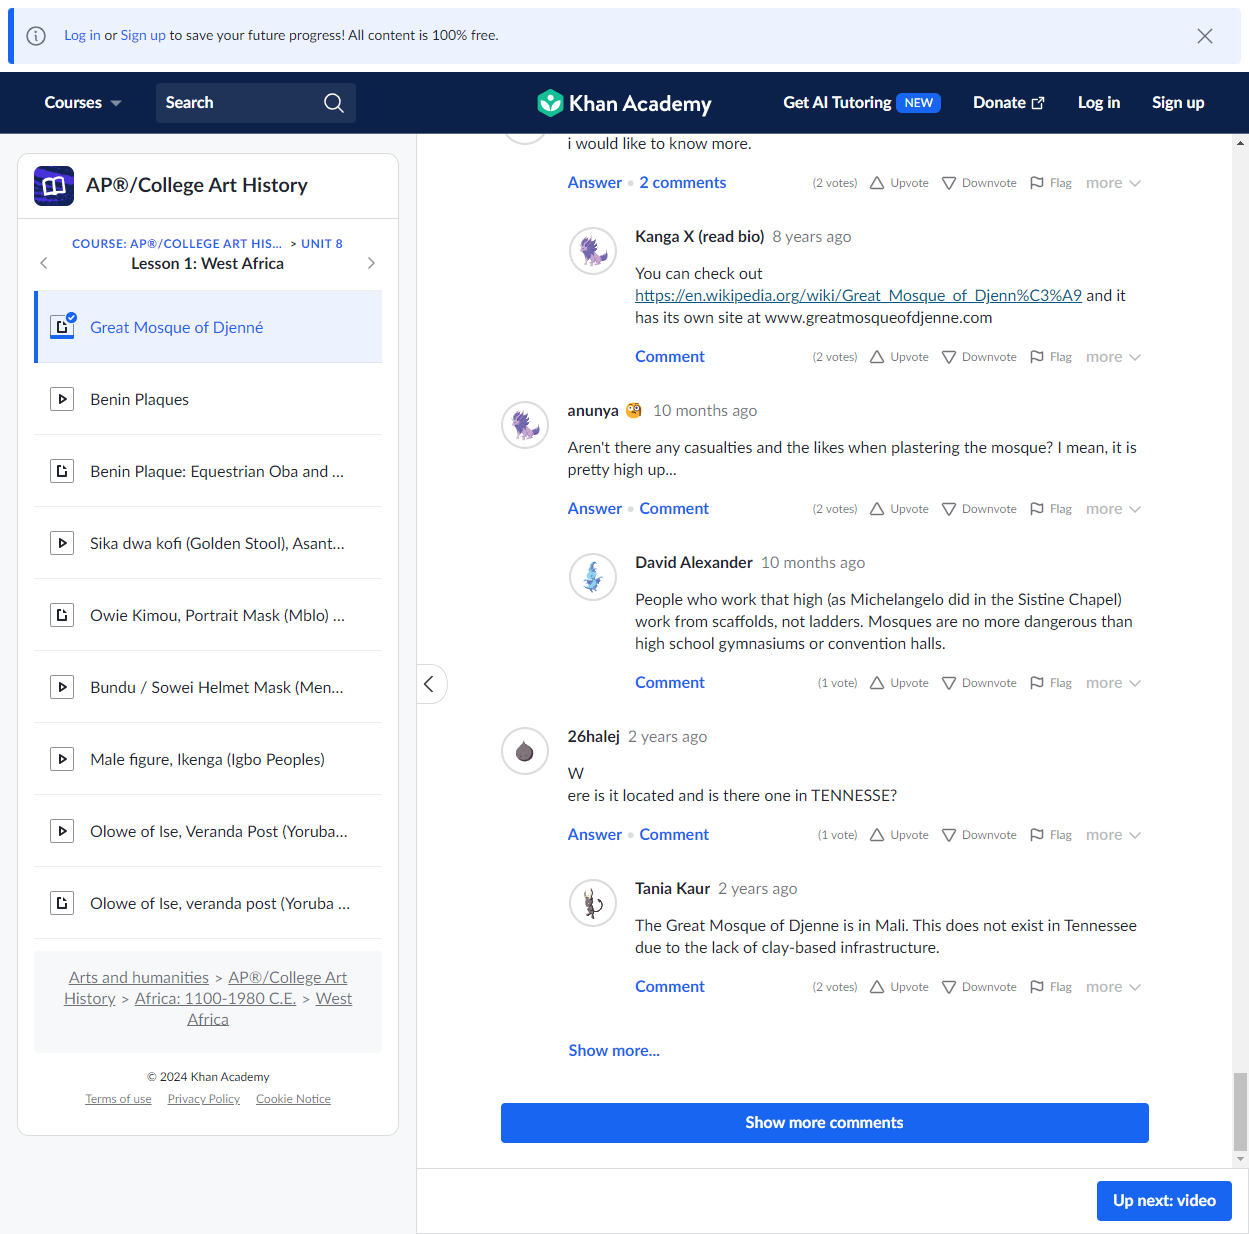 Log in or Sign up to save your future progress! All content is 100% free.
Courses
Search
Khan Academy
Get AI Tutoring NEW
Donate
Log in
Sign up
AP®/College Art History
COURSE: AP®/COLLEGE ART HIS... > UNIT 8
Lesson 1: West Africa
Great Mosque of Djenné
Benin Plaques
Benin Plaque: Equestrian Oba and ...
Sika dwa kofi (Golden Stool), Asant...
Owie Kimou, Portrait Mask (Mblo) ...
Bundu / Sowei Helmet Mask (Men...
Male figure, Ikenga (Igbo Peoples)
Olowe of Ise, Veranda Post (Yoruba...
Olowe of Ise, veranda post (Yoruba ...
Arts and humanities > AP®/College Art
History > Africa: 1100-1980 C.E. > West
Africa
© 2024 Khan Academy
Terms of use Privacy Policy Cookie Notice
i would like to know more.
Answer • 2 comments (2 votes) Upvote Downvote Flag more
Kanga X (read bio) 8 years ago
You can check out
https://en.wikipedia.org/wiki/Great_Mosque_of_Djenn%C3%A9 and it
has its own site at www.greatmosqueofdjenne.com
Comment (2 votes) Upvote Downvote Flag more
anunya 🧐 10 months ago
Aren't there any casualties and the likes when plastering the mosque? I mean, it is
pretty high up...
Answer • Comment (2 votes) Upvote Downvote Flag more
David Alexander 10 months ago
People who work that high (as Michelangelo did in the Sistine Chapel)
work from scaffolds, not ladders. Mosques are no more dangerous than
high school gymnasiums or convention halls.
Comment (1 vote) Upvote Downvote Flag more
26halej 2 years ago
W
ere is it located and is there one in TENNESSE?
Answer • Comment (1 vote) Upvote Downvote Flag more
Tania Kaur 2 years ago
The Great Mosque of Djenne is in Mali. This does not exist in Tennessee
due to the lack of clay-based infrastructure.
Comment (2 votes) Upvote Downvote Flag more
Show more...
Show more comments
Up next: video